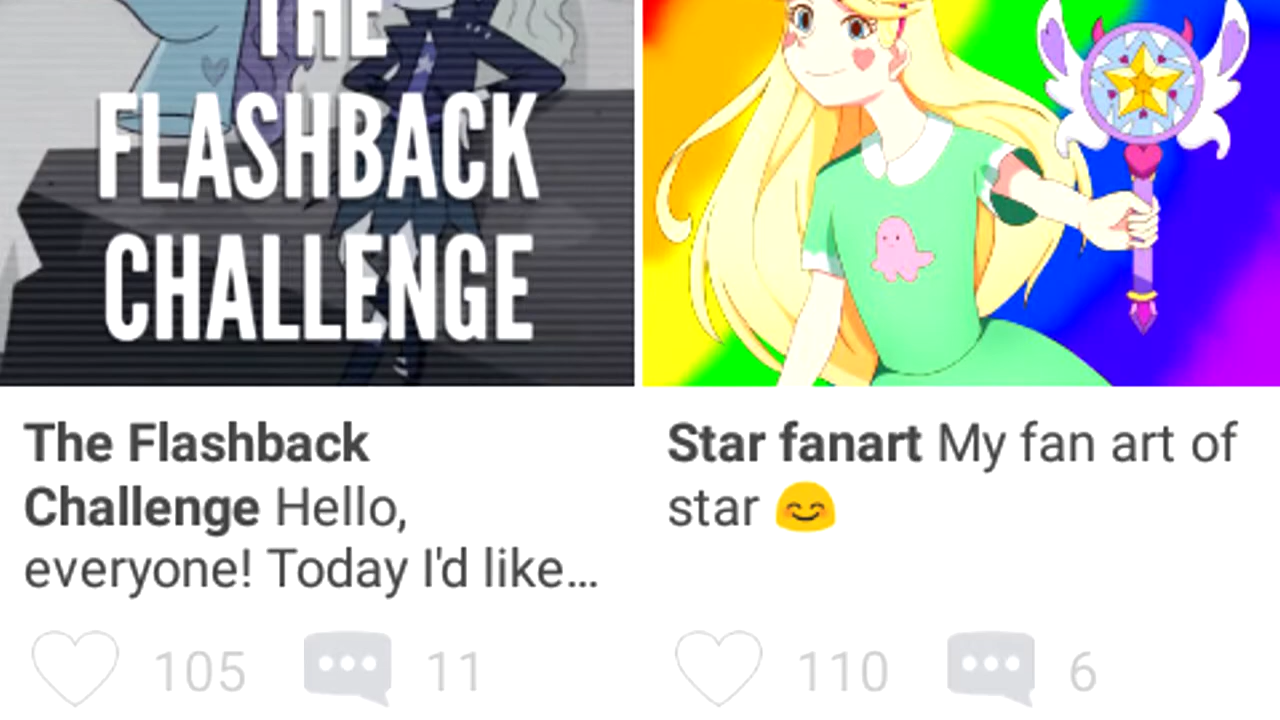 THE
FLASHBACK
CHALLENGE
The Flashback
Challenge Hello,
everyone! Today I'd like...
105 11
Star fanart My fan art of
star 😊
110 6